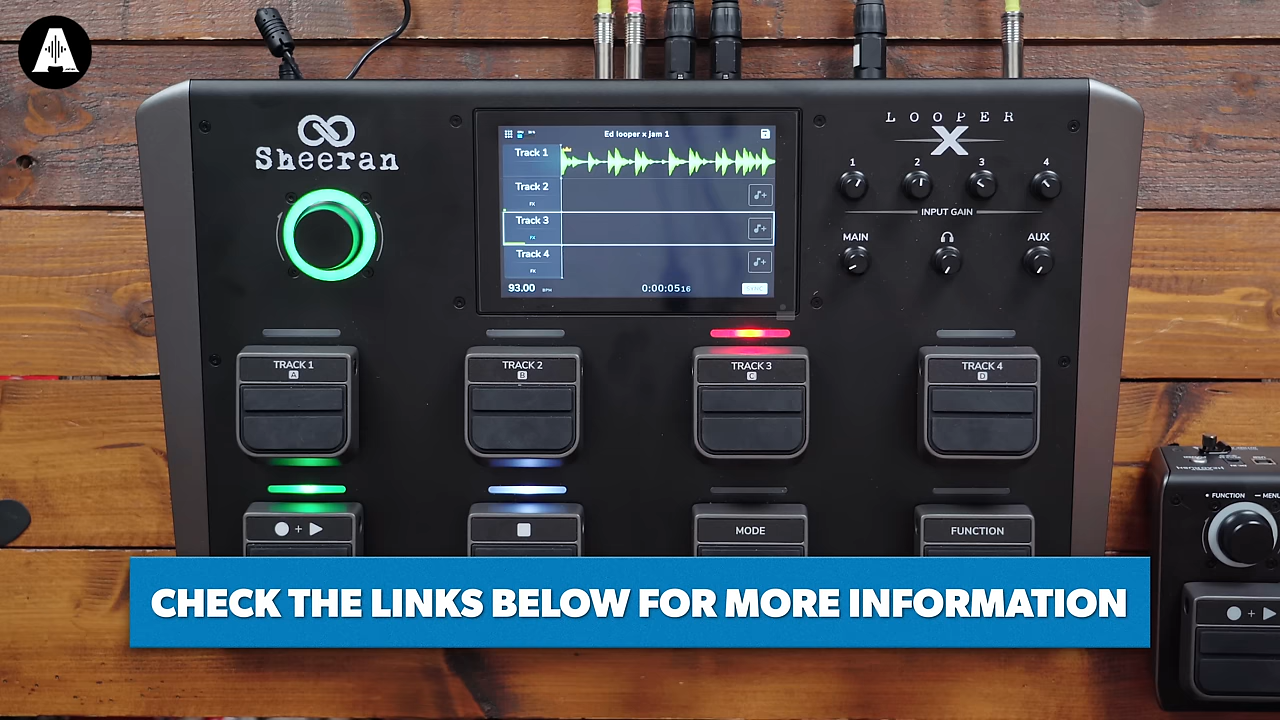 A
Sheeran
LOOPER
X
Ed looper x jam 1
Track 1
Track 2
FX
Track 3
FX
Track 4
FX
93.00 BPM
0:00:0516
SYNC
1 2 3 4
INPUT GAIN
MAIN
AUX
TRACK 1
A
TRACK 2
B
TRACK 3
C
TRACK 4
D
MODE
FUNCTION
FUNCTION
MENU
CHECK THE LINKS BELOW FOR MORE INFORMATION